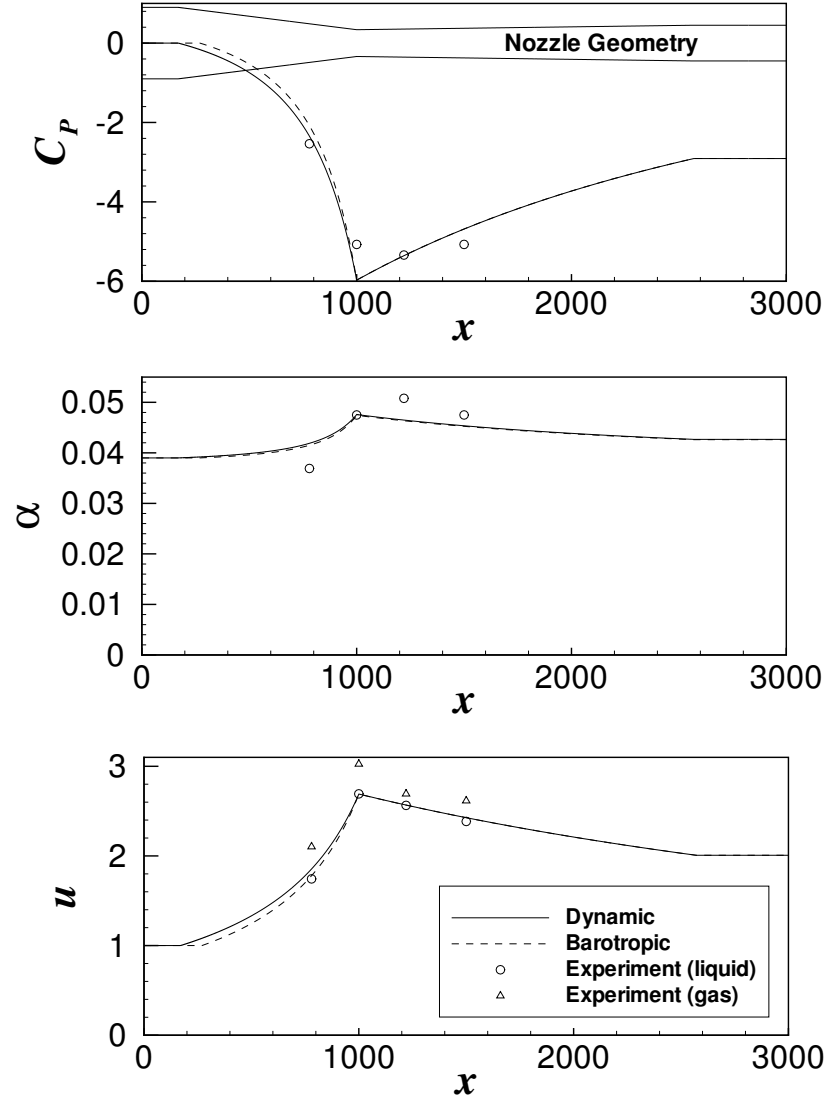 0
-2
-4
-6
C_P
Nozzle Geometry
0 1000 2000 3000
x
0.05
0.04
0.03
0.02
0.01
0
α
0 1000 2000 3000
x
3
2
1
0
u
Dynamic
Barotropic
Experiment (liquid)
Experiment (gas)
0 1000 2000 3000
x